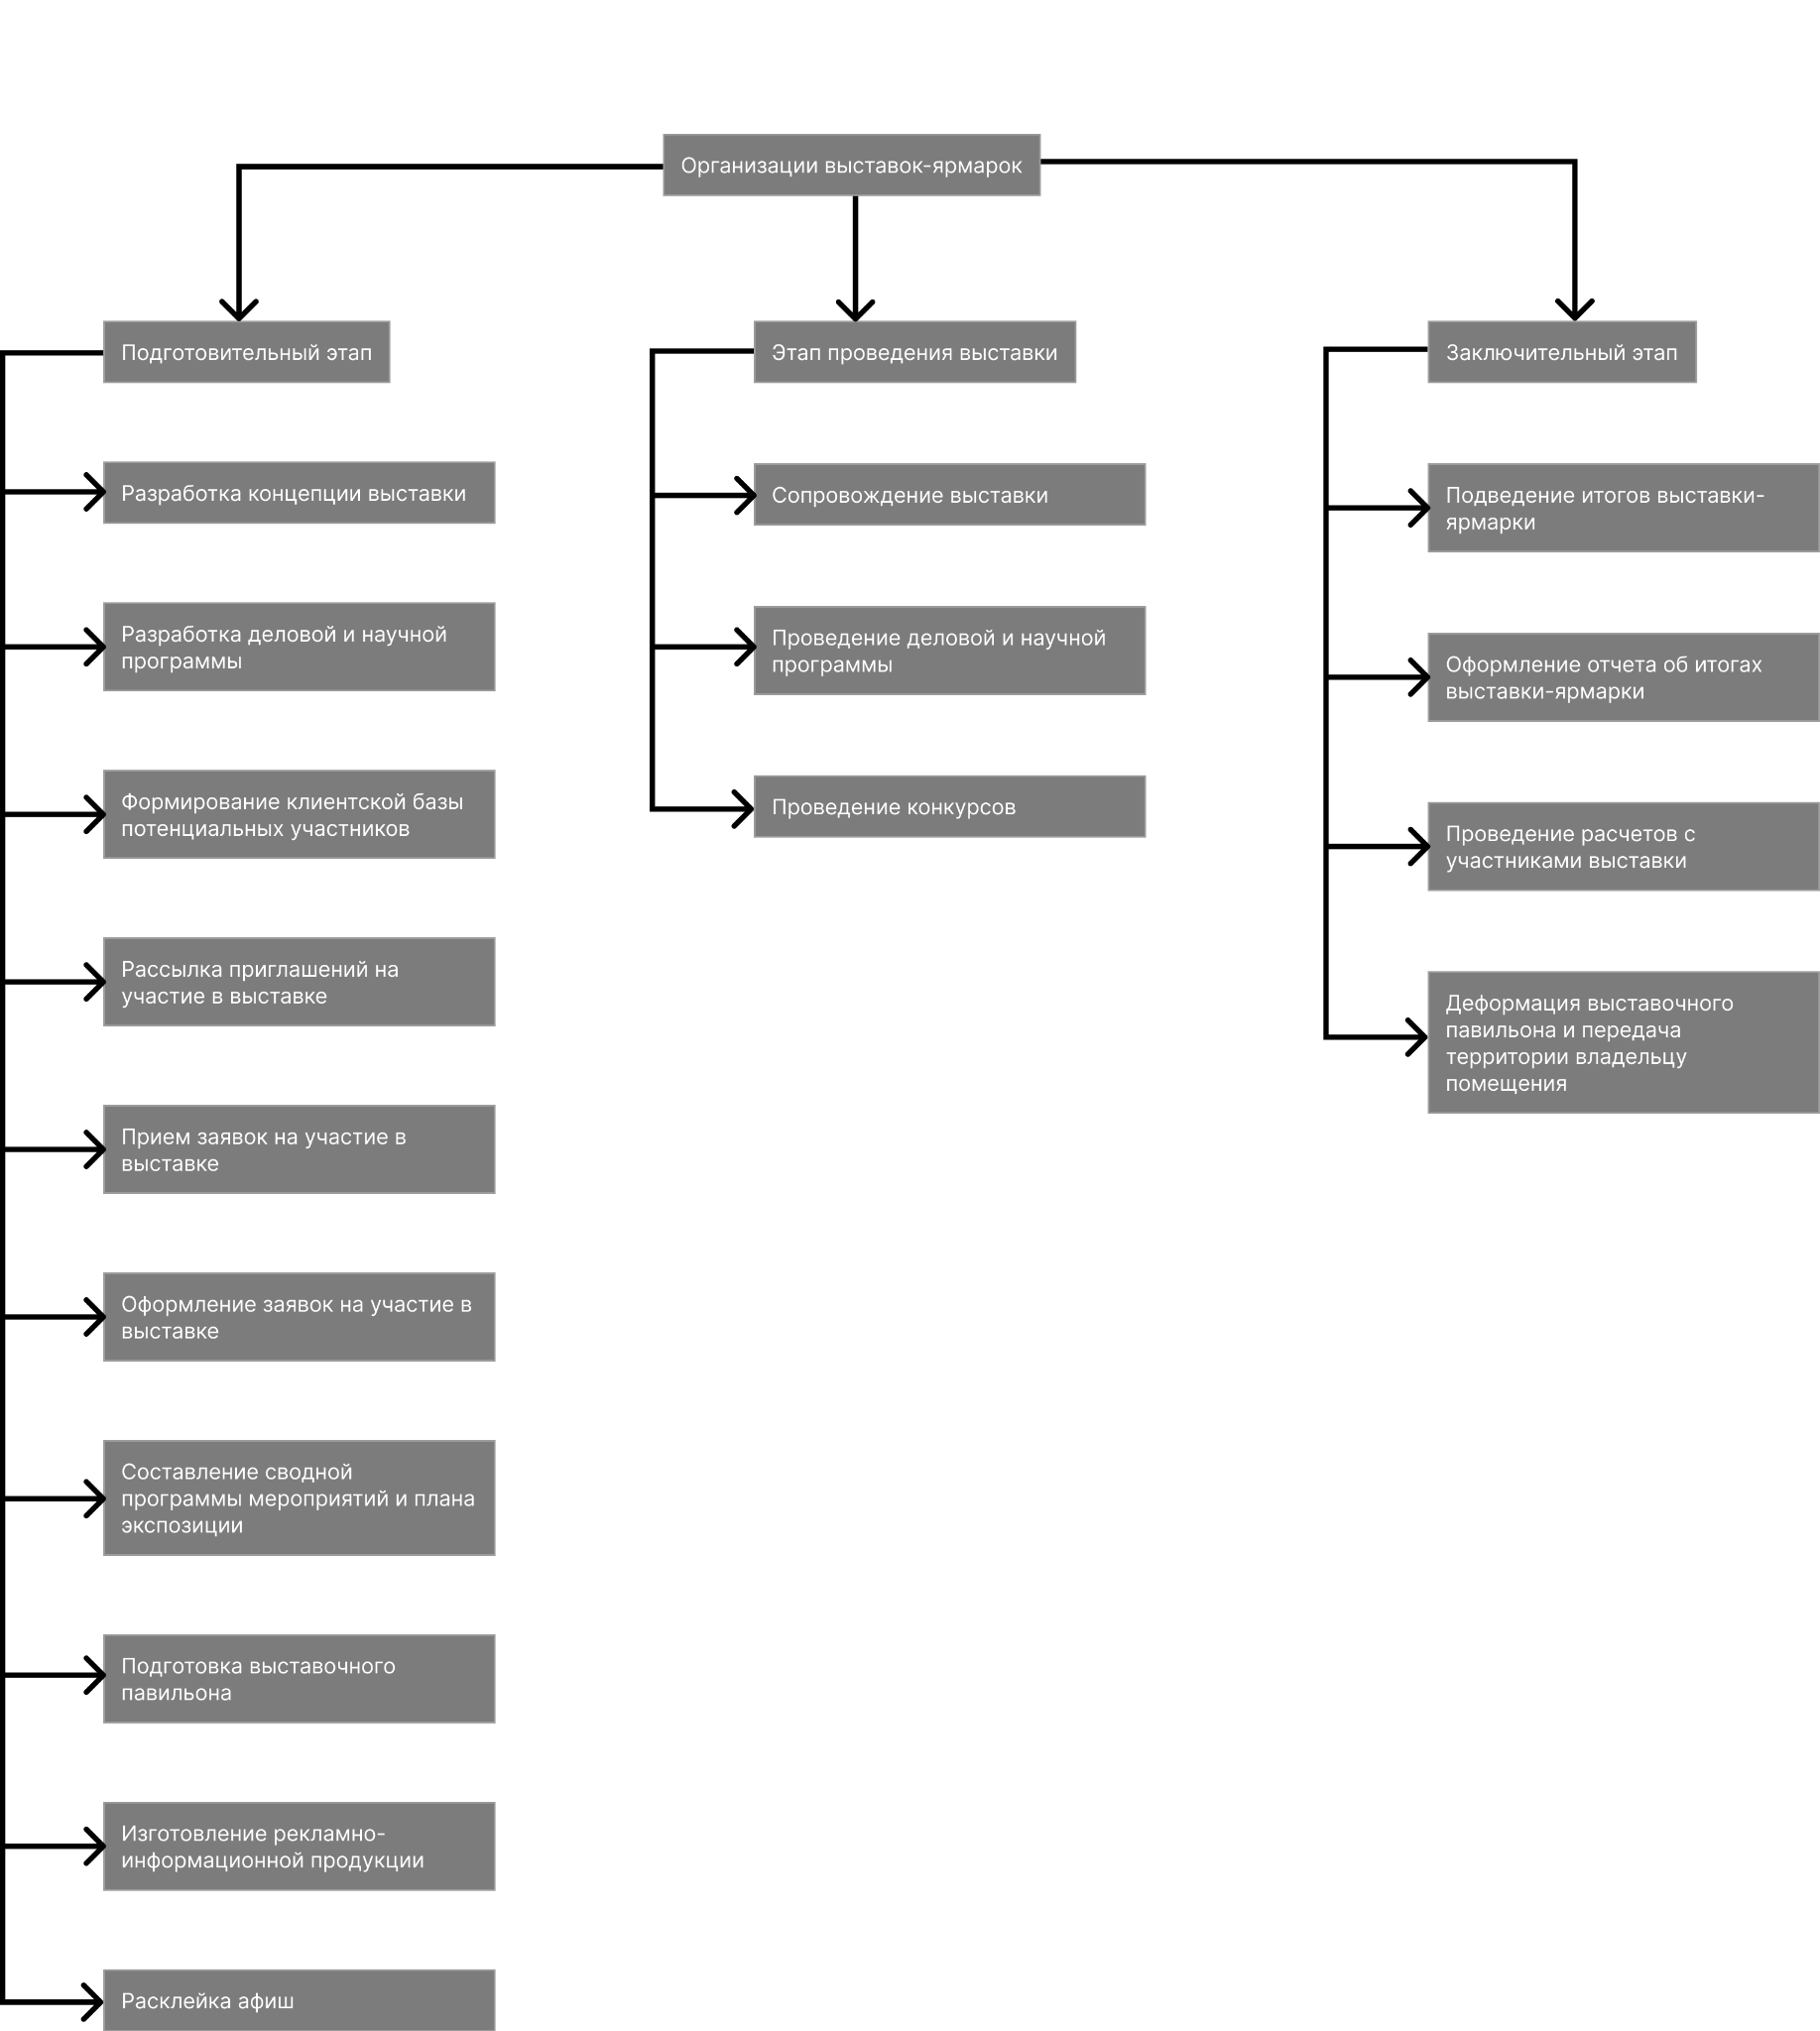 Организации выставок-ярмарок
Подготовительный этап
Разработка концепции выставки
Разработка деловой и научной
программы
Формирование клиентской базы
потенциальных участников
Рассылка приглашений на
участие в выставке
Прием заявок на участие в
выставке
Оформление заявок на участие в
выставке
Составление сводной
программы мероприятий и плана
экспозиции
Подготовка выставочного
павильона
Изготовление рекламно-
информационной продукции
Расклейка афиш
Этап проведения выставки
Сопровождение выставки
Проведение деловой и научной
программы
Проведение конкурсов
Заключительный этап
Подведение итогов выставки-
ярмарки
Оформление отчета об итогах
выставки-ярмарки
Проведение расчетов с
участниками выставки
Деформация выставочного
павильона и передача
территории владельцу
помещения